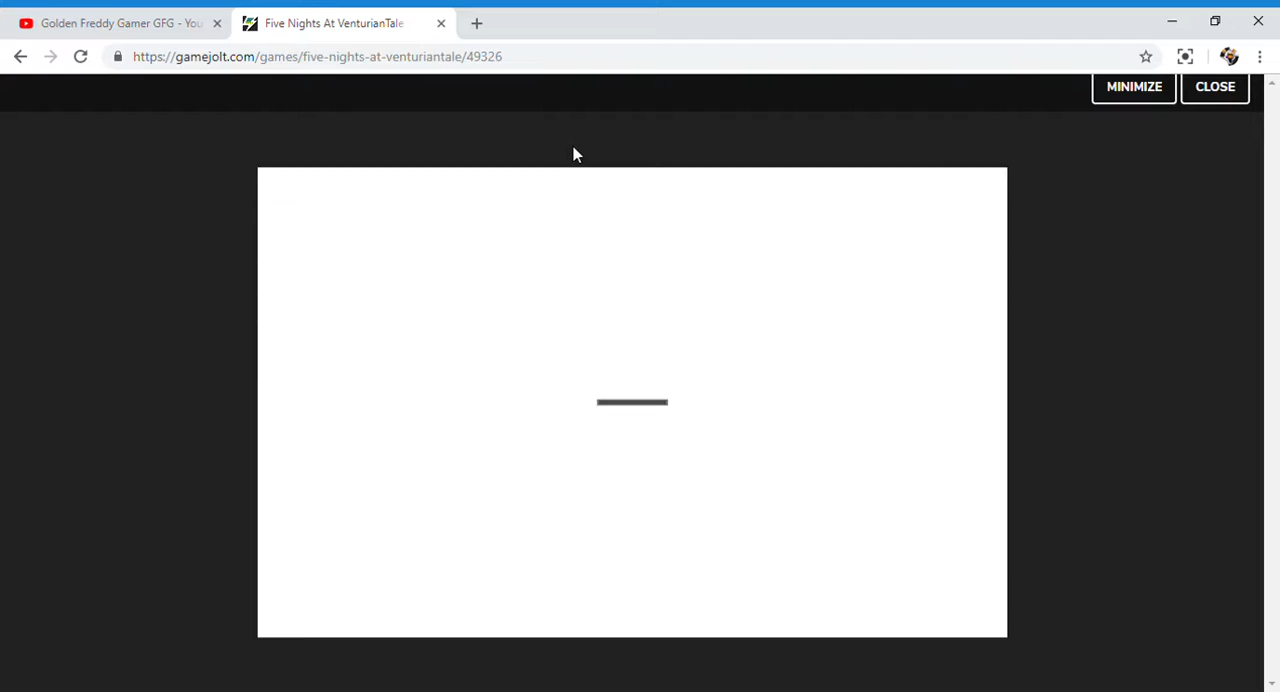 Golden Freddy Gamer GFG - You
Five Nights At VenturianTale
https://gamejolt.com/games/five-nights-at-venturiantale/49326
MINIMIZE
CLOSE